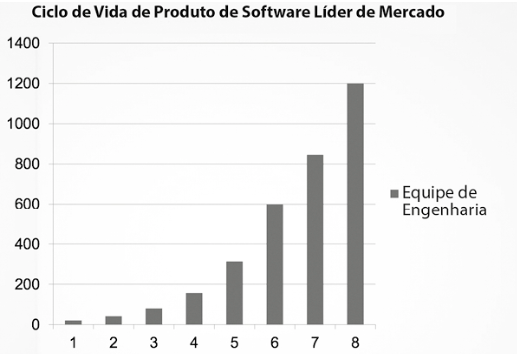 Ciclo de Vida de Produto de Software Líder de Mercado
1400
1200
1000
800
600
400
200
0
1 2 3 4 5 6 7 8
Equipe de
Engenharia